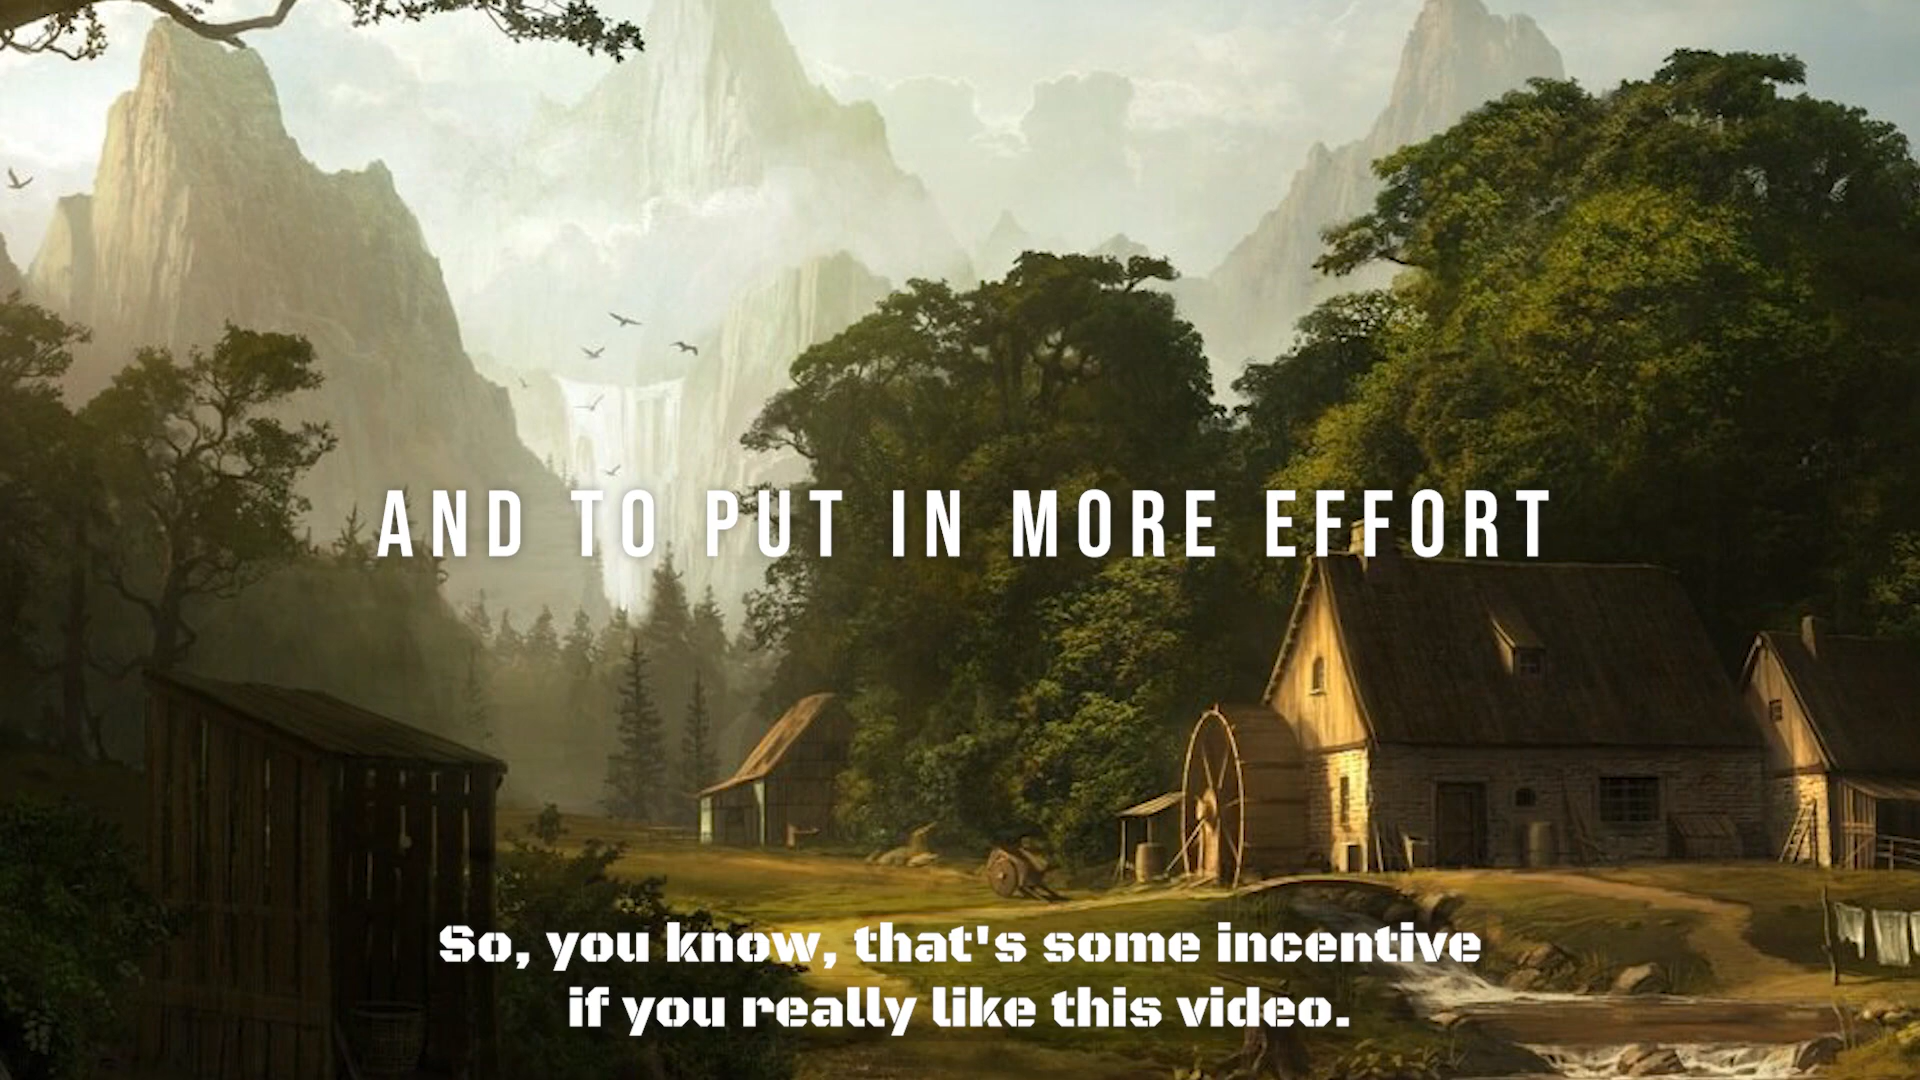 AND TO PUT IN MORE EFFORT
So, you know, that's some incentive
if you really like this video.